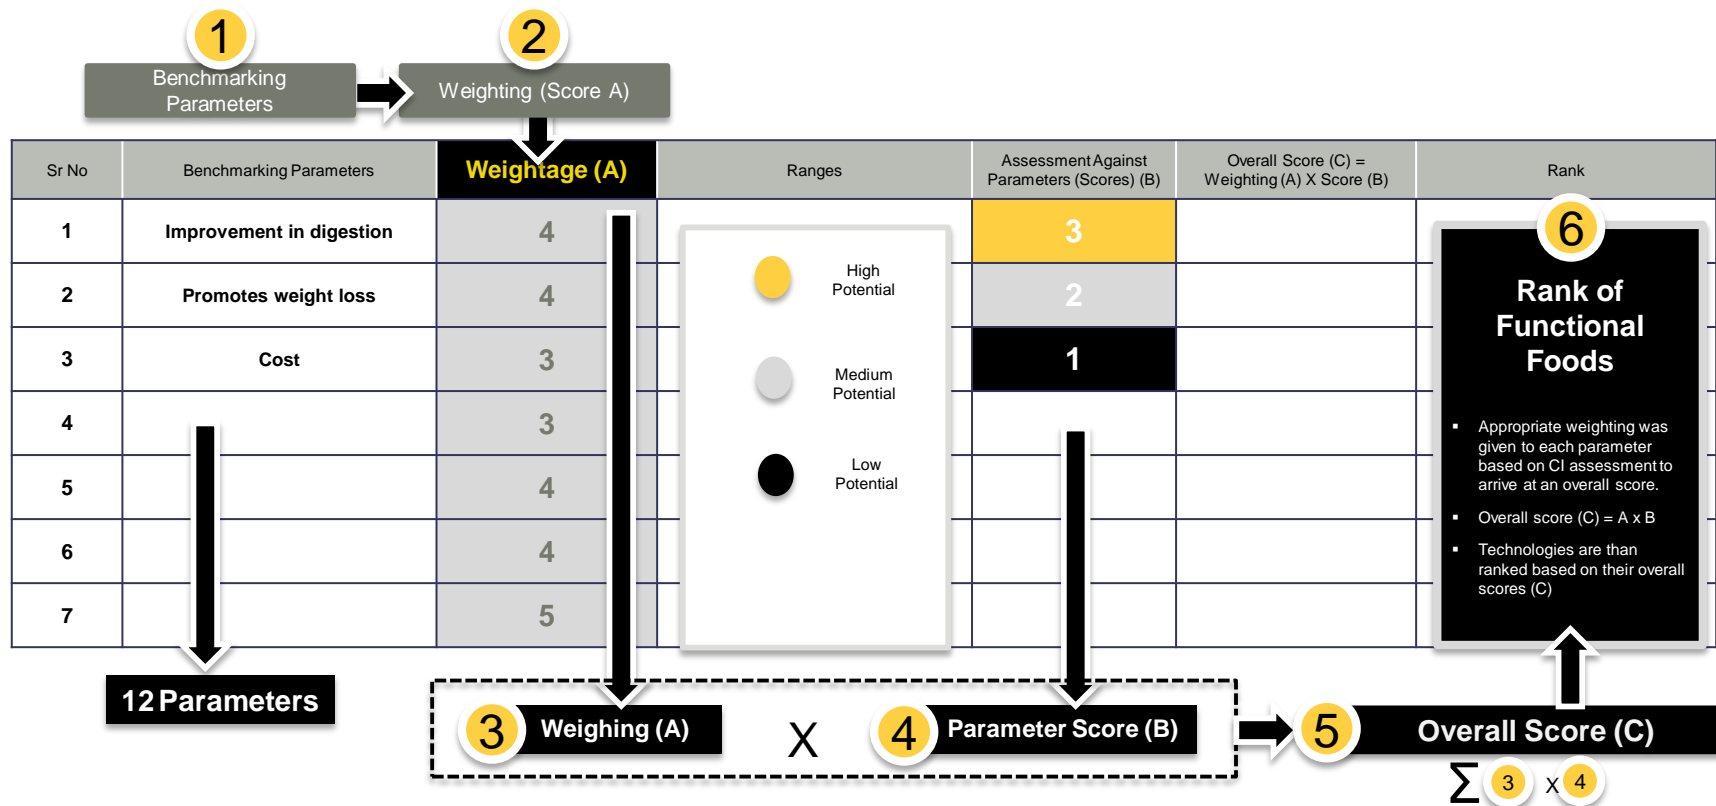 1
2
Benchmarking
Parameters
Weighting (Score A)
Sr No
Benchmarking Parameters
Weightage (A)
Ranges
Assessment Against
Parameters (Scores) (B)
Overall Score (C) =
Weighting (A) X Score (B)
Rank
1
Improvement in digestion
4
3
2
Promotes weight loss
4
2
3
Cost
3
1
4
3
5
4
6
4
7
5
High
Potential
Medium
Potential
Low
Potential
6
Rank of
Functional
Foods
▪ Appropriate weighting was
given to each parameter
based on CI assessment to
arrive at an overall score.
▪ Overall score (C) = A x B
▪ Technologies are than
ranked based on their overall
scores (C)
12 Parameters
3
Weighing (A)
X
4
Parameter Score (B)
5
Overall Score (C)
Σ 3 X 4